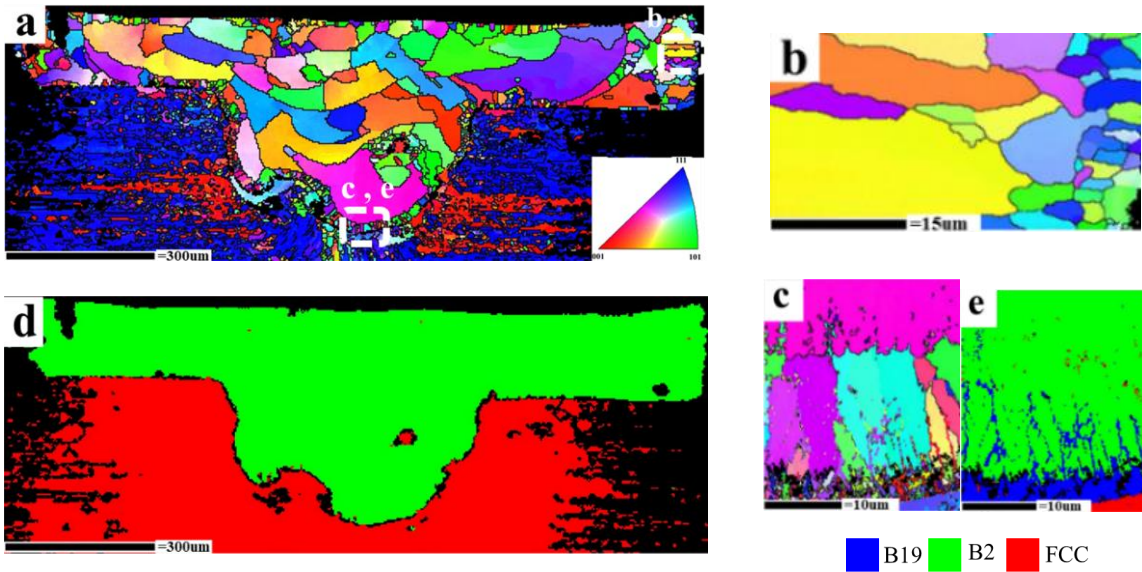 a
b
c , e
111
001
101
=300um
b
=15um
d
=300um
c
=10um
e
=10um
B19
B2
FCC